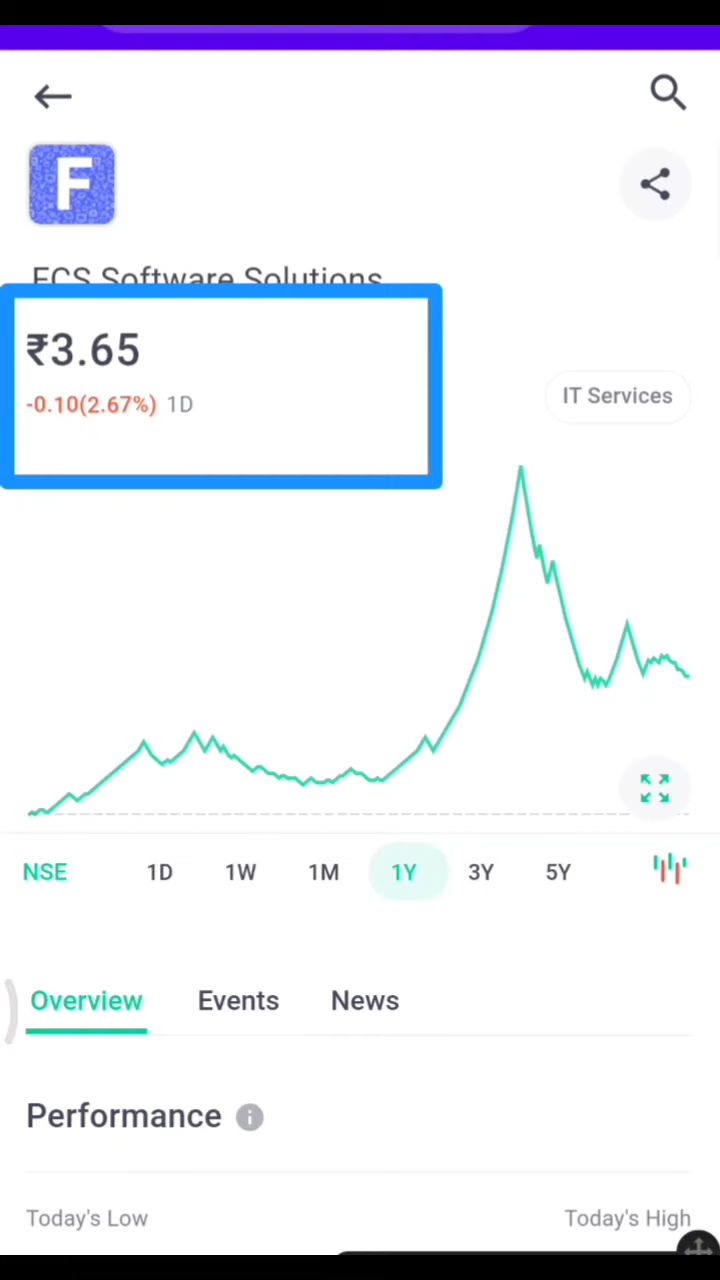 F
FCS Software Solutions
₹3.65
-0.10(2.67%) 1D
IT Services
NSE 1D 1W 1M 1Y 3Y 5Y
Overview Events News
Performance
Today's Low Today's High